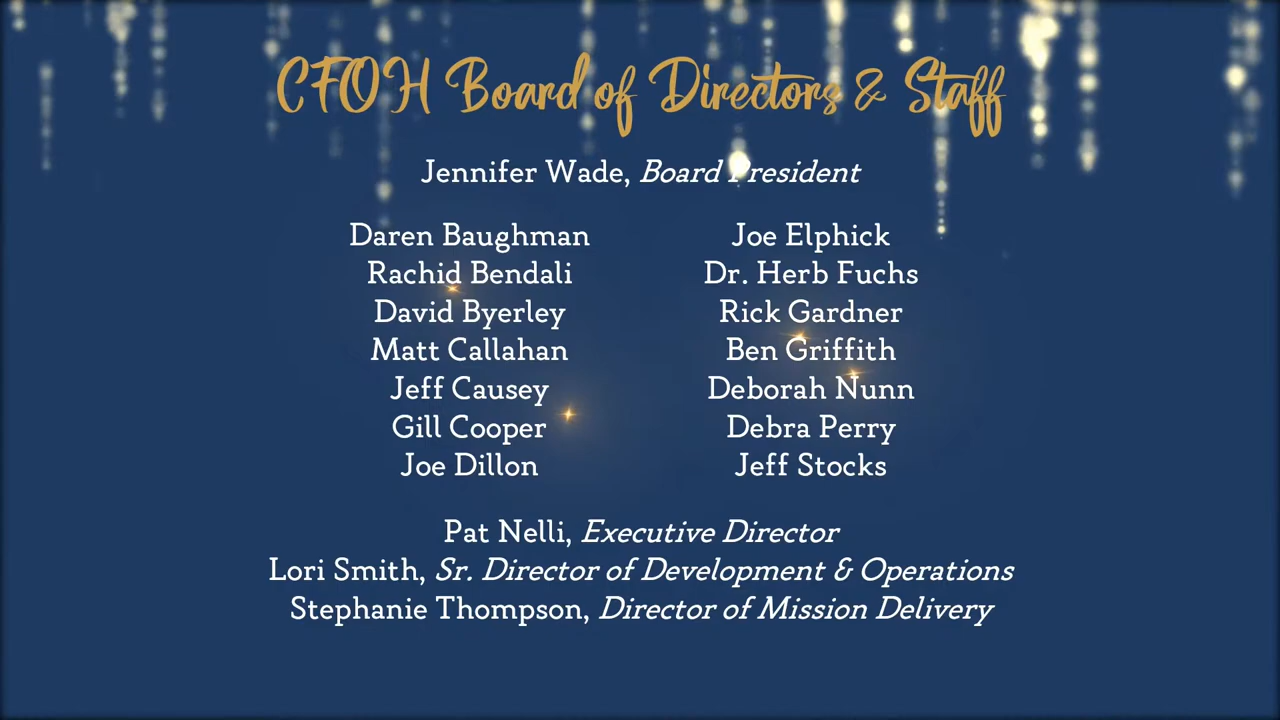 CFOH Board of Directors & Staff
Jennifer Wade, Board President
Daren Baughman
Rachid Bendali
David Byerley
Matt Callahan
Jeff Causey
Gill Cooper
Joe Dillon
Joe Elphick
Dr. Herb Fuchs
Rick Gardner
Ben Griffith
Deborah Nunn
Debra Perry
Jeff Stocks
Pat Nelli, Executive Director
Lori Smith, Sr. Director of Development & Operations
Stephanie Thompson, Director of Mission Delivery